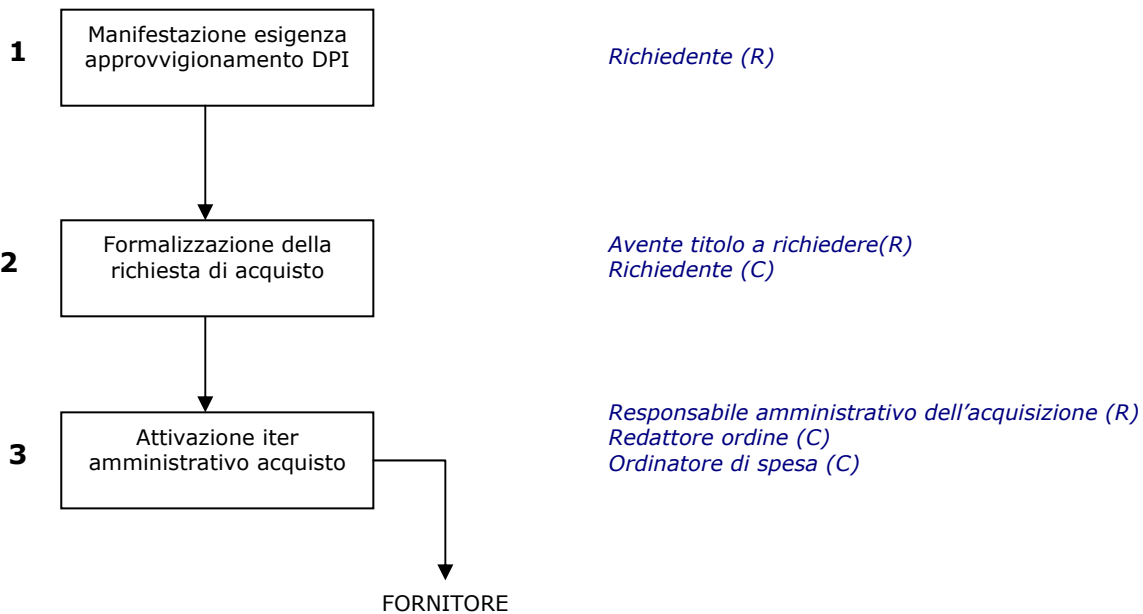 1
Manifestazione esigenza
approvvigionamento DPI
Richiedente (R)
2
Formalizzazione della
richiesta di acquisto
Avente titolo a richiedere(R)
Richiedente (C)
3
Attivazione iter
amministrativo acquisto
Responsabile amministrativo dell’acquisizione (R)
Redattore ordine (C)
Ordinatore di spesa (C)
FORNITORE